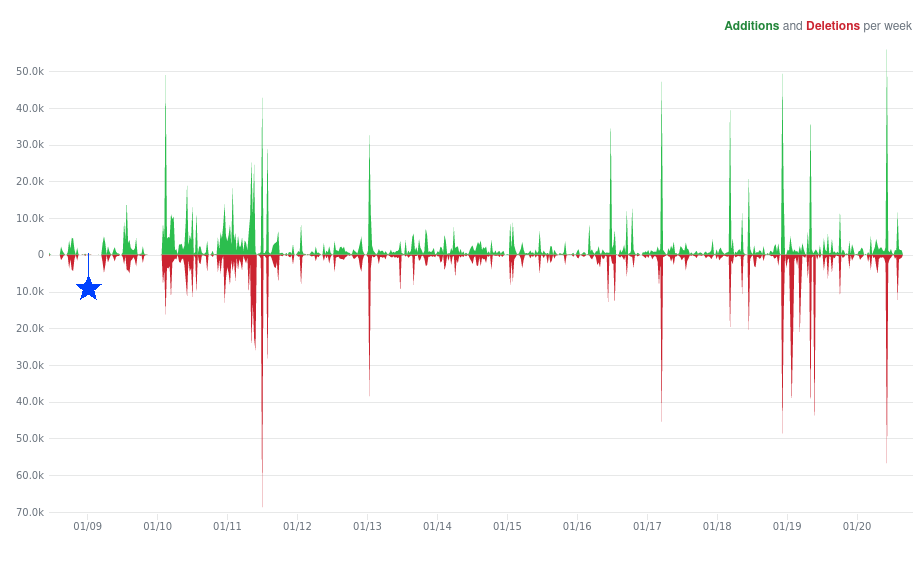 Additions and Deletions per week
50.0k
40.0k
30.0k
20.0k
10.0k
0
10.0k
20.0k
30.0k
40.0k
50.0k
60.0k
70.0k
01/09 01/10 01/11 01/12 01/13 01/14 01/15 01/16 01/17 01/18 01/19 01/20